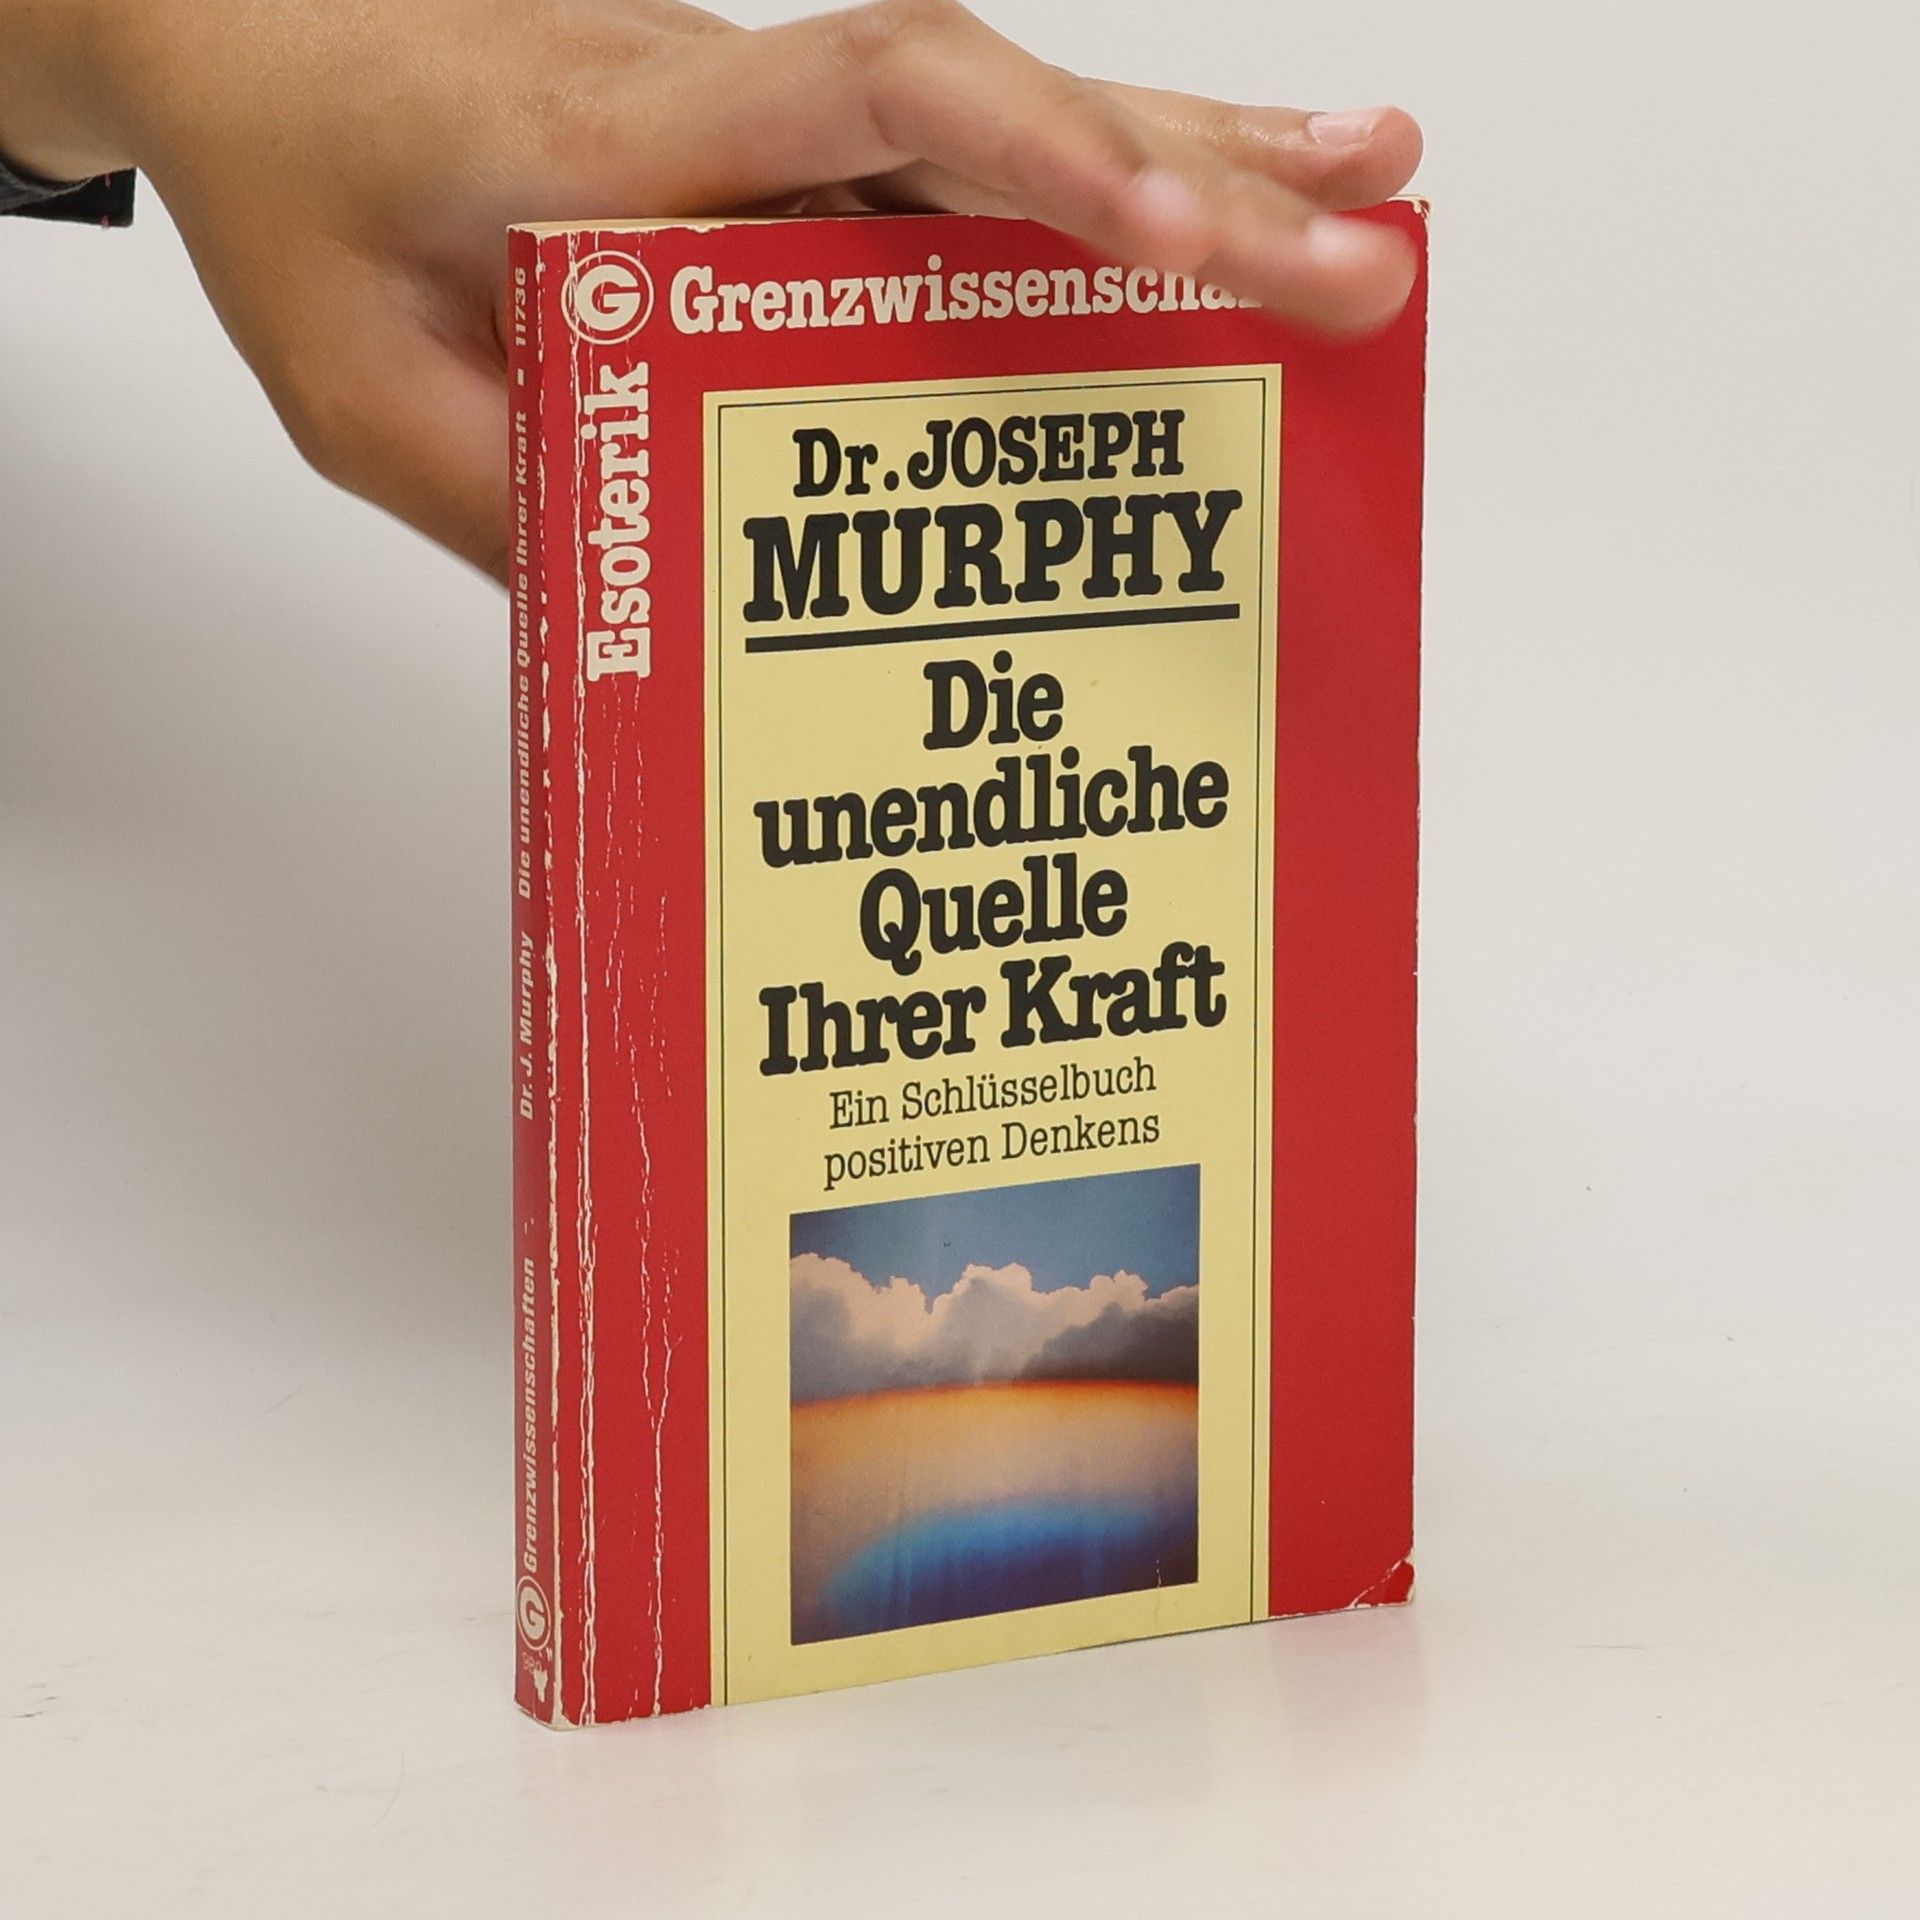 G Grenzwissenscha
Esoterik
Dr. JOSEPH
MURPHY
Die
unendliche
Quelle
Ihrer Kraft
Ein Schlüsselbuch
positiven Denkens
G Grenzwissenschaften Dr. J. Murphy Die unendliche Quelle Ihrer Kraft ▪ 11736